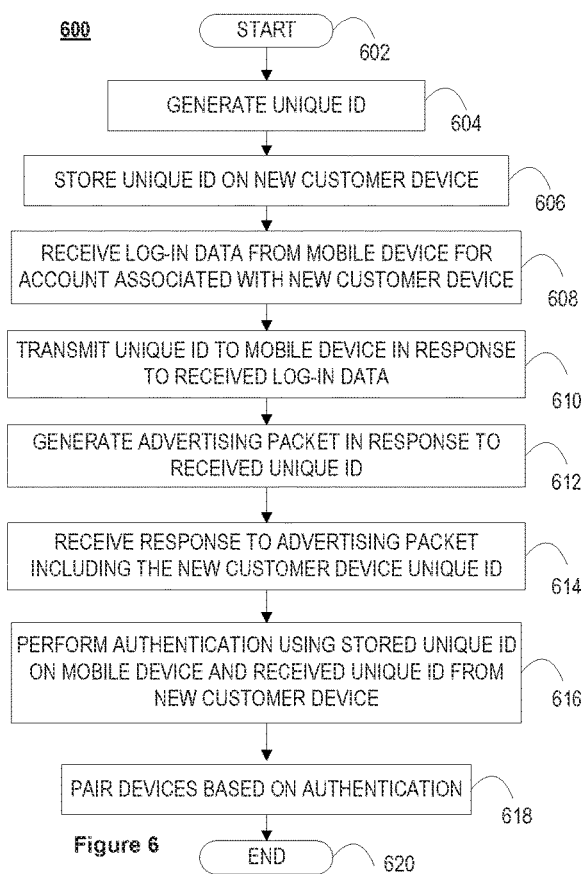 600
START
602
GENERATE UNIQUE ID
604
STORE UNIQUE ID ON NEW CUSTOMER DEVICE
606
RECEIVE LOG-IN DATA FROM MOBILE DEVICE FOR
ACCOUNT ASSOCIATED WITH NEW CUSTOMER DEVICE
608
TRANSMIT UNIQUE ID TO MOBILE DEVICE IN RESPONSE
TO RECEIVED LOG-IN DATA
610
GENERATE ADVERTISING PACKET IN RESPONSE TO
RECEIVED UNIQUE ID
612
RECEIVE RESPONSE TO ADVERTISING PACKET
INCLUDING THE NEW CUSTOMER DEVICE UNIQUE ID
614
PERFORM AUTHENTICATION USING STORED UNIQUE ID
ON MOBILE DEVICE AND RECEIVED UNIQUE ID FROM
NEW CUSTOMER DEVICE
616
PAIR DEVICES BASED ON AUTHENTICATION
618
Figure 6
END
620